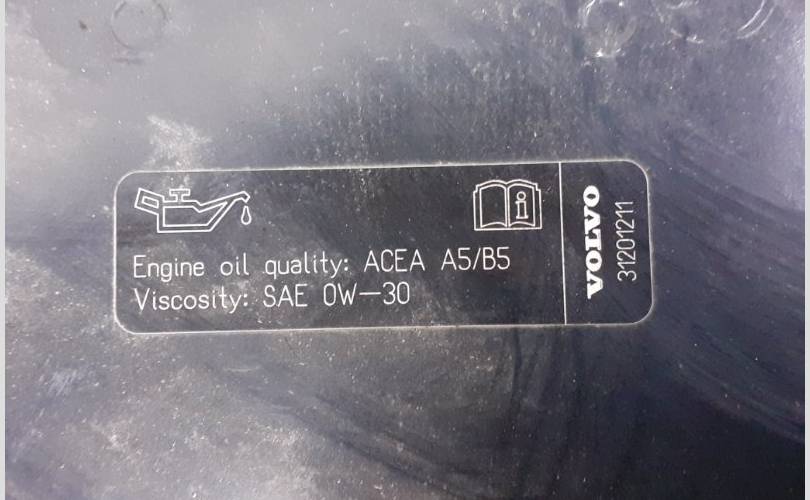 Engine oil quality: ACEA A5/B5
Viscosity: SAE 0W-30
VOLVO
31201211